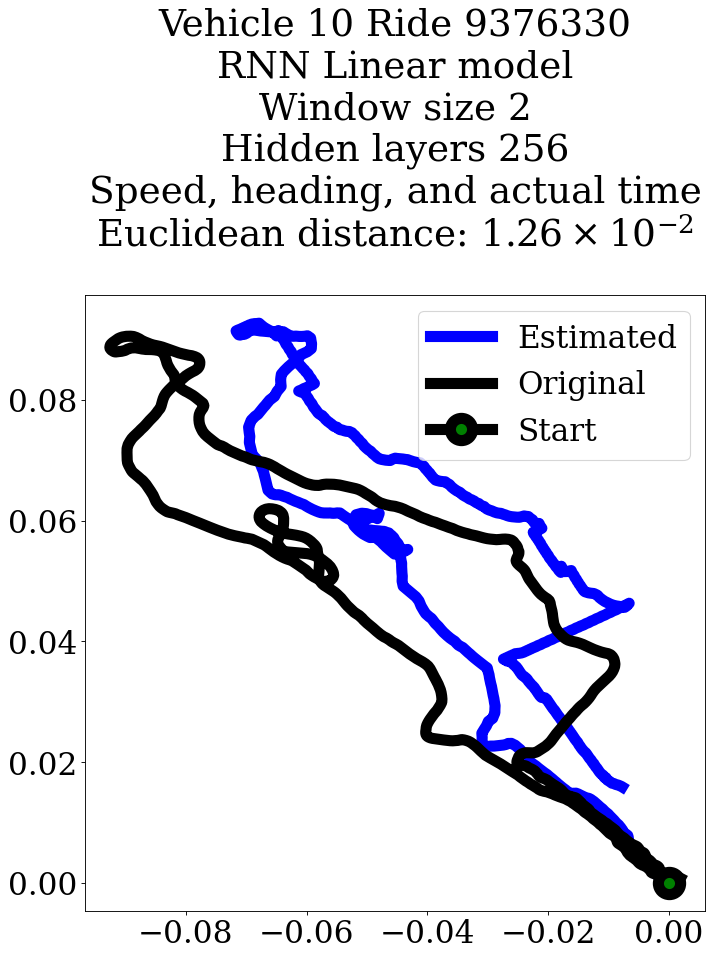 Vehicle 10 Ride 9376330
RNN Linear model
Window size 2
Hidden layers 256
Speed, heading, and actual time
Euclidean distance: 1.26 × 10⁻²
Estimated
Original
Start
0.08
0.06
0.04
0.02
0.00
−0.08 −0.06 −0.04 −0.02 0.00